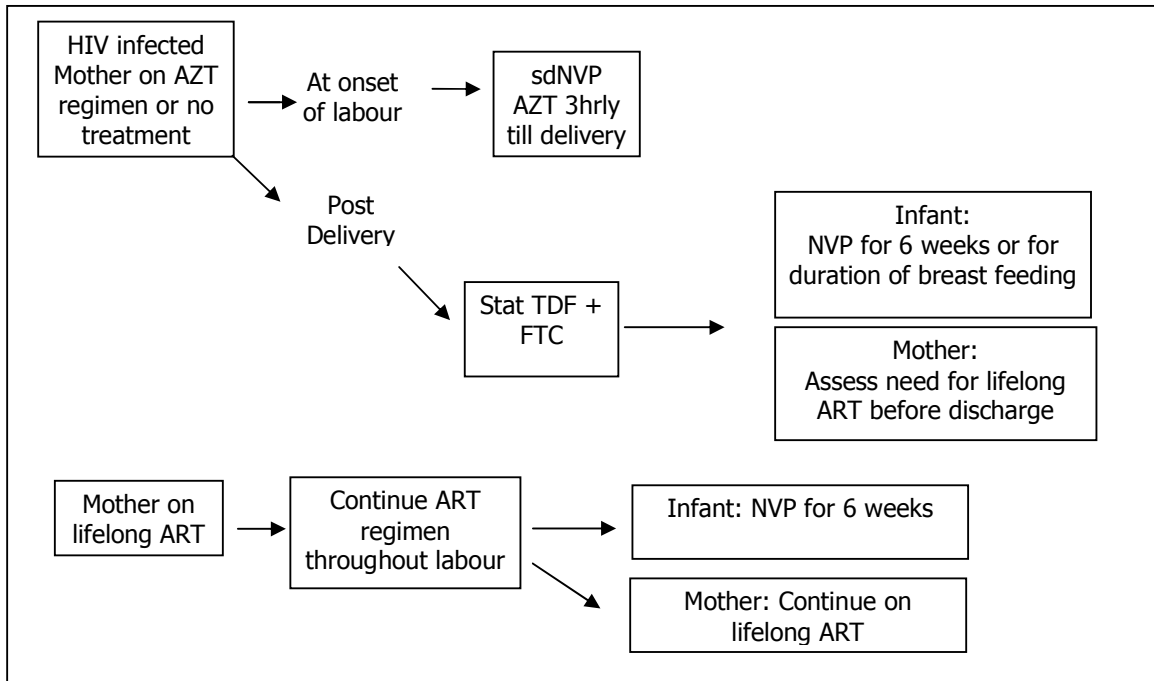 HIV infected
Mother on AZT
regimen or no
treatment
At onset
of labour
sdNVP
AZT 3hrly
till delivery
Post
Delivery
Stat TDF +
FTC
Infant:
NVP for 6 weeks or for
duration of breast feeding
Mother:
Assess need for lifelong
ART before discharge
Mother on
lifelong ART
Continue ART
regimen
throughout labour
Infant: NVP for 6 weeks
Mother: Continue on
lifelong ART